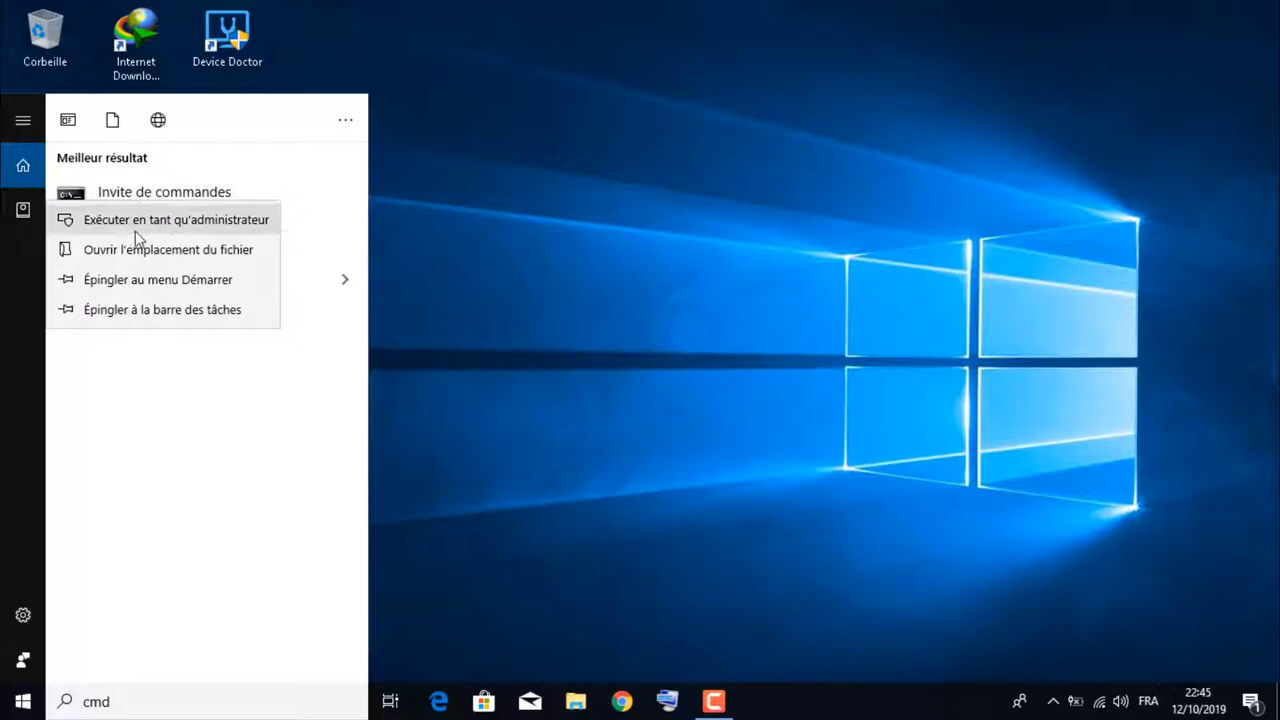 Corbeille
Internet
Downlo...
Device Doctor
Meilleur résultat
C:\_
Invite de commandes
Exécuter en tant qu'administrateur
Ouvrir l'emplacement du fichier
Épingler au menu Démarrer
Épingler à la barre des tâches
cmd
FRA
22:45
12/10/2019
1